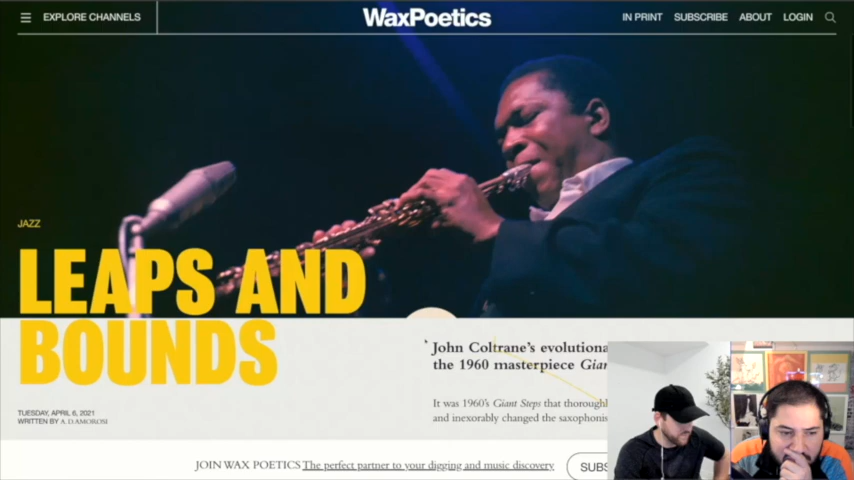 EXPLORE CHANNELS
WaxPoetics
IN PRINT SUBSCRIBE ABOUT LOGIN
JAZZ
LEAPS AND
BOUNDS
John Coltrane's evolutiona
the 1960 masterpiece Gian
It was 1960's Giant Steps that thorough
and inexorably changed the saxophonis
TUESDAY, APRIL 6, 2021
WRITTEN BY A. D. AMOROSI
JOIN WAX POETICS The perfect partner to your digging and music discovery
SUBS